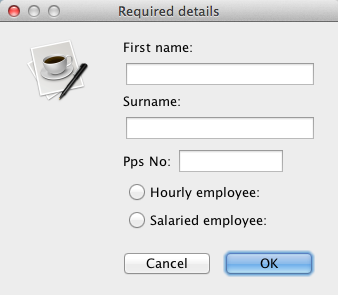 Required details
First name:
Surname:
Pps No:
Hourly employee:
Salaried employee:
Cancel OK